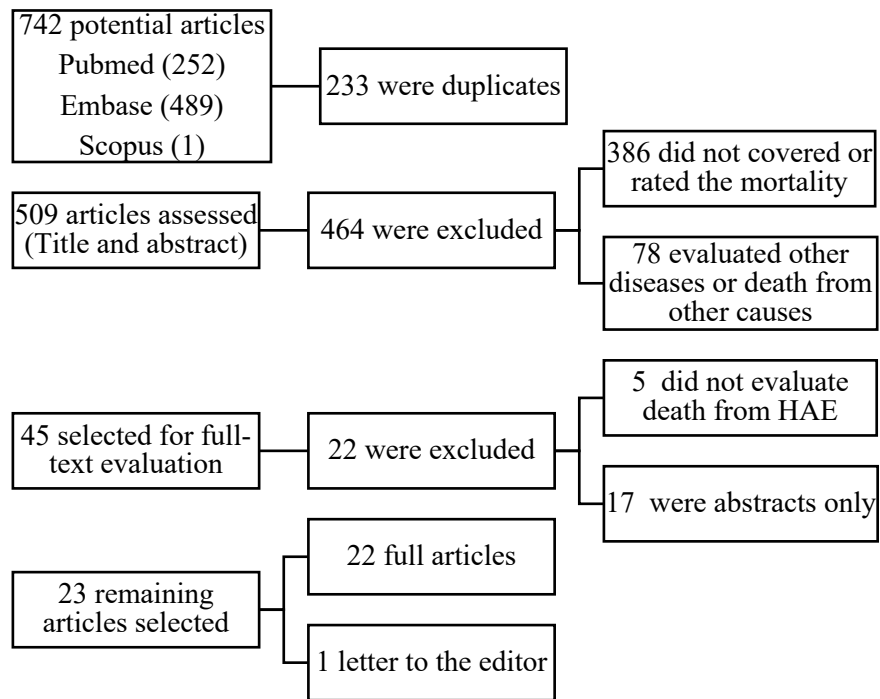 742 potential articles
Pubmed (252)
Embase (489)
Scopus (1)
233 were duplicates
509 articles assessed
(Title and abstract)
464 were excluded
386 did not covered or
rated the mortality
78 evaluated other
diseases or death from
other causes
45 selected for full-
text evaluation
22 were excluded
5 did not evaluate
death from HAE
17 were abstracts only
23 remaining
articles selected
22 full articles
1 letter to the editor